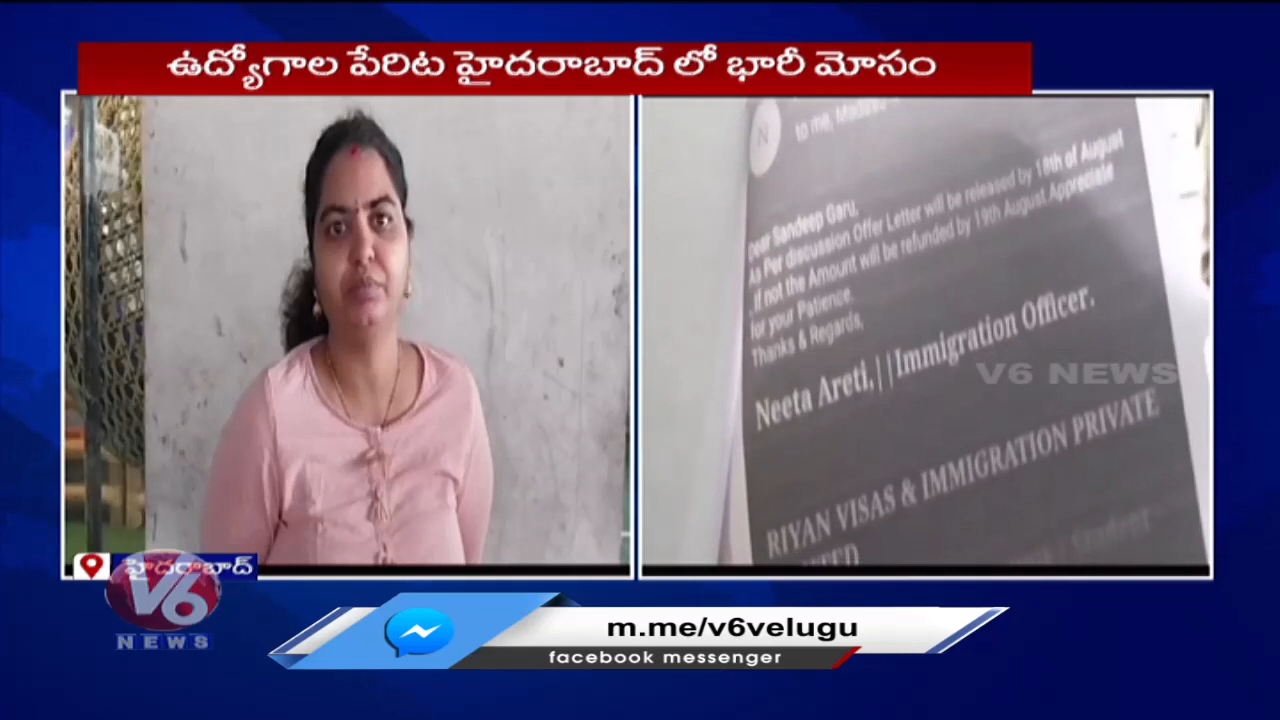 ఉద్యోగాల పేరిట హైదరాబాద్ లో భారీ మోసం
N
to me,
Dear Sandeep Garu,
As Per discussion Offer Letter will be released by 18th of August
, If not the Amount will be refunded by 19th August.Appreciate
for your Patience.
Thanks & Regards,
Neeta Areti,||Immigration Officer.
V6 NEWS
RIYAN VISAS & IMMIGRATION PRIVATE
హైదరాబాద్
V6
NEWS
m.me/v6velugu
facebook messenger